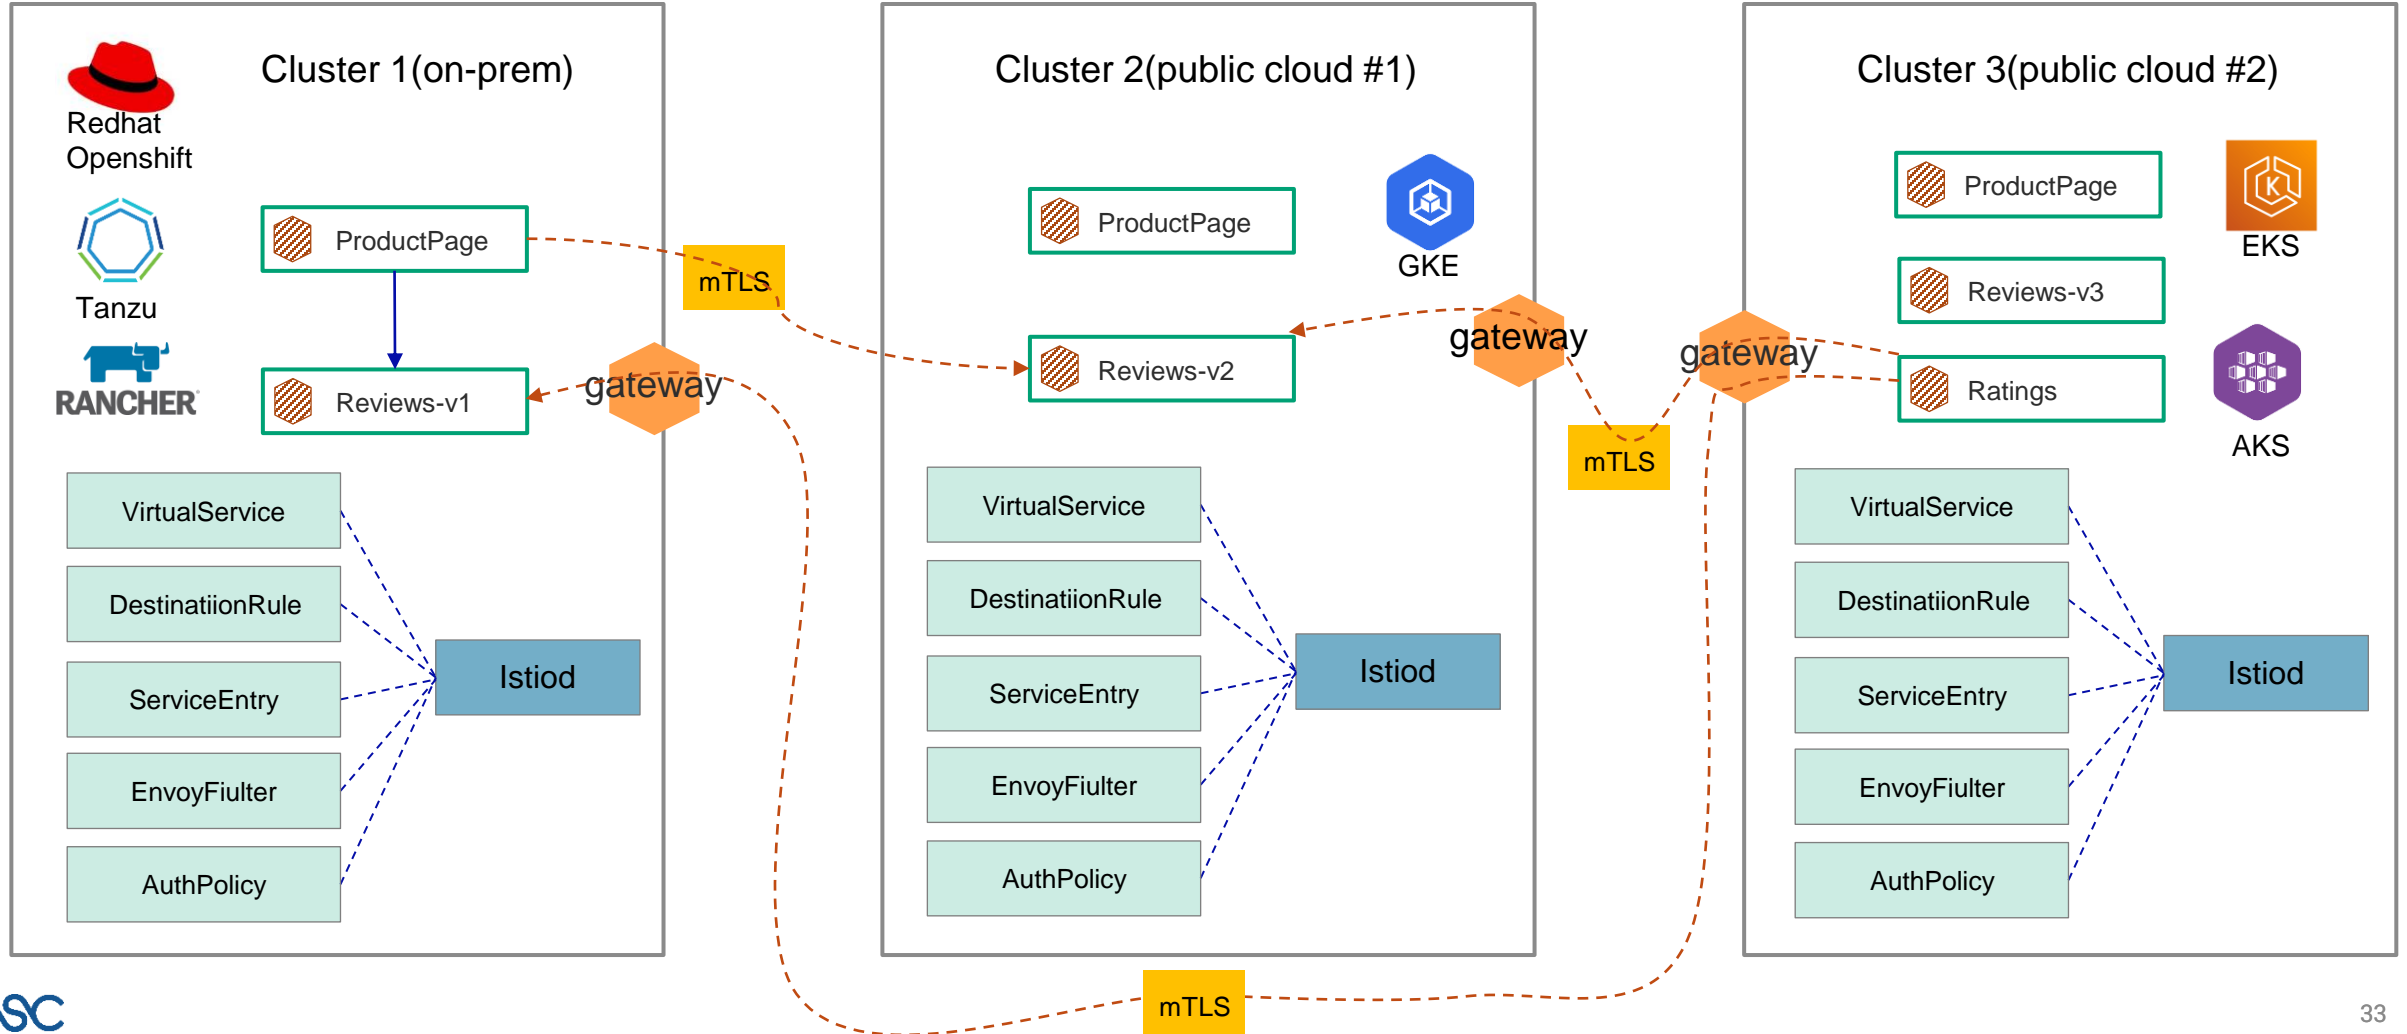 Cluster 1(on-prem)
Redhat
Openshift
Tanzu
RANCHER
ProductPage
Reviews-v1
gateway
VirtualService
DestinatiionRule
ServiceEntry
EnvoyFiulter
AuthPolicy
Istiod
mTLS
Cluster 2(public cloud #1)
ProductPage
GKE
Reviews-v2
gateway
VirtualService
DestinatiionRule
ServiceEntry
EnvoyFiulter
AuthPolicy
Istiod
mTLS
mTLS
Cluster 3(public cloud #2)
ProductPage
K
EKS
Reviews-v3
gateway
Ratings
AKS
VirtualService
DestinatiionRule
ServiceEntry
EnvoyFiulter
AuthPolicy
Istiod
SC
33